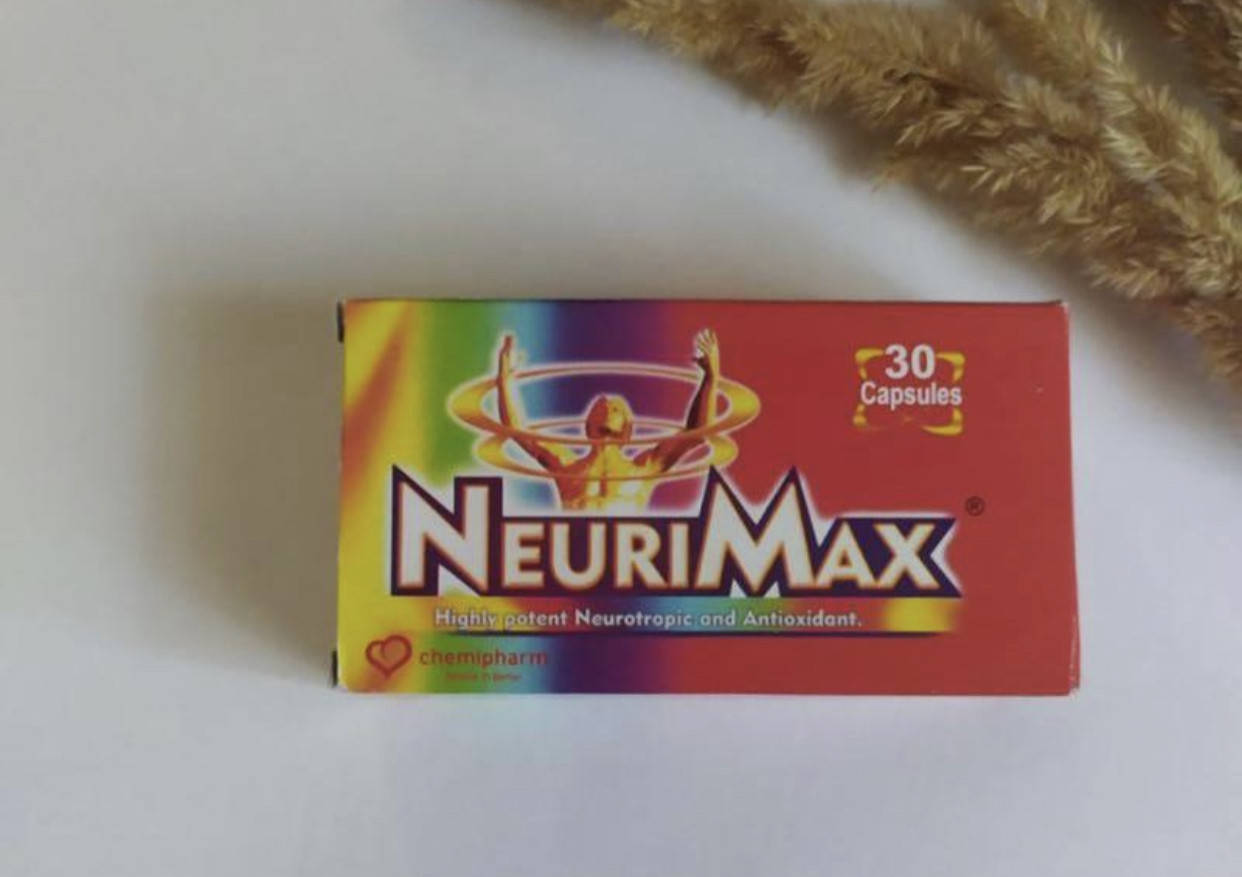 30
Capsules
NEURIMAX ®
Highly potent Neurotropic and Antioxidant.
chemipharm